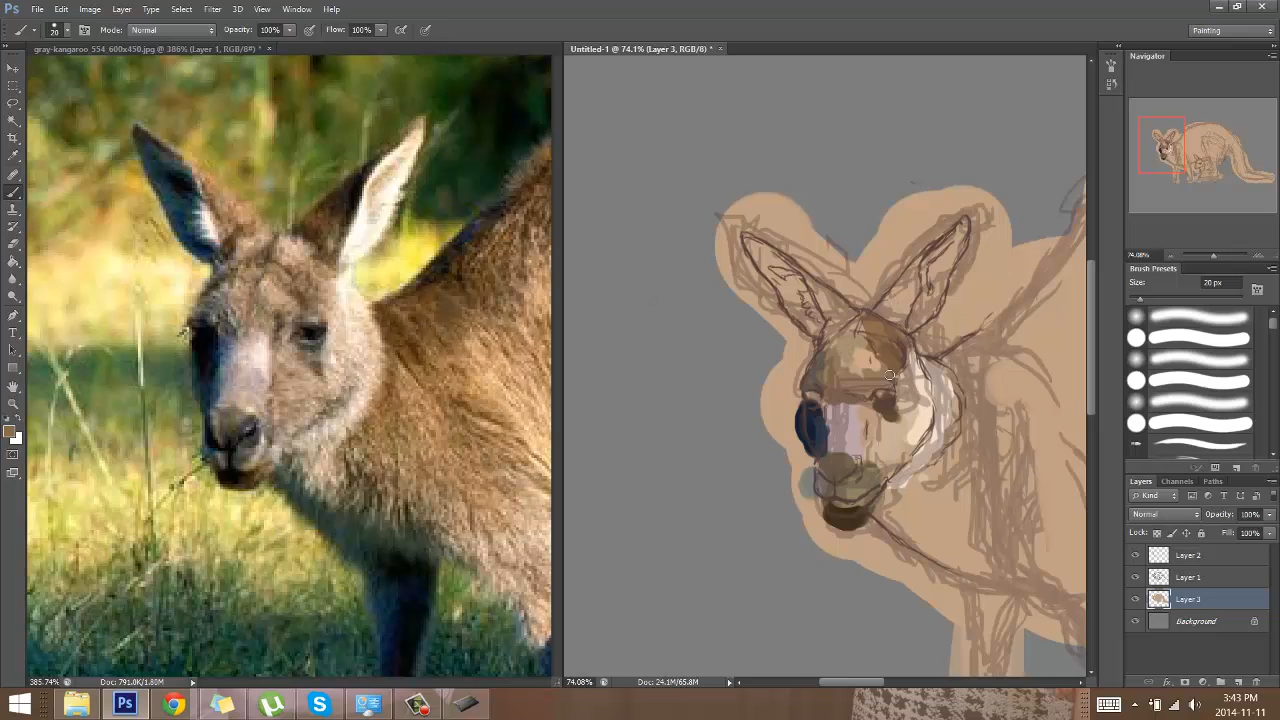 Ps File Edit Image Layer Type Select Filter 3D View Window Help
20 Mode: Normal Opacity: 100% Flow: 100% Painting
gray-kangaroo_554_600x450.jpg @ 386% (Layer 1, RGB/8#) * × Untitled-1 @ 74.1% (Layer 3, RGB/8) * ×
Navigator
74.08%
Brush Presets
Size: 20 px
Layers Channels Paths
Kind
Normal Opacity: 100%
Lock: Fill: 100%
Layer 2
Layer 1
Layer 3
Background
385.74% Doc: 791.0K/1.80M 74.08% Doc: 24.1M/65.8M
Ps 3:43 PM
2014-11-11